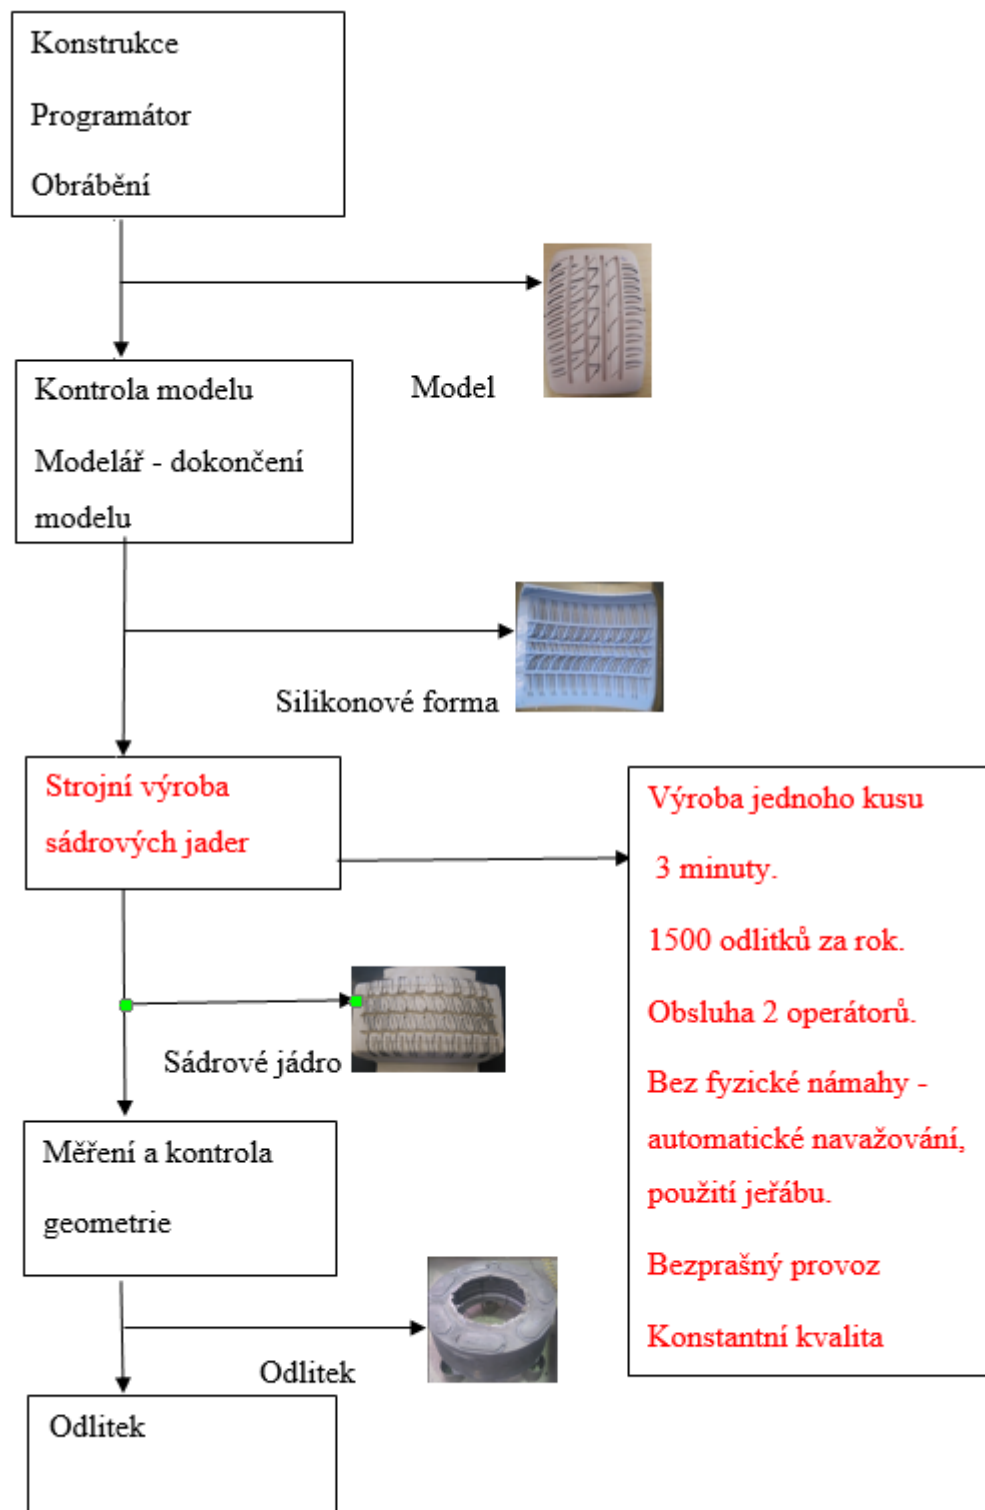 Konstrukce
Programátor
Obrábění
Model
Kontrola modelu
Modelář - dokončení
modelu
Silikonové forma
Strojní výroba
sádrových jader
Výroba jednoho kusu
3 minuty.
1500 odlitků za rok.
Obsluha 2 operátorů.
Bez fyzické námahy -
automatické navažování,
použití jeřábu.
Bezprašný provoz
Konstantní kvalita
Sádrové jádro
Měření a kontrola
geometrie
Odlitek
Odlitek